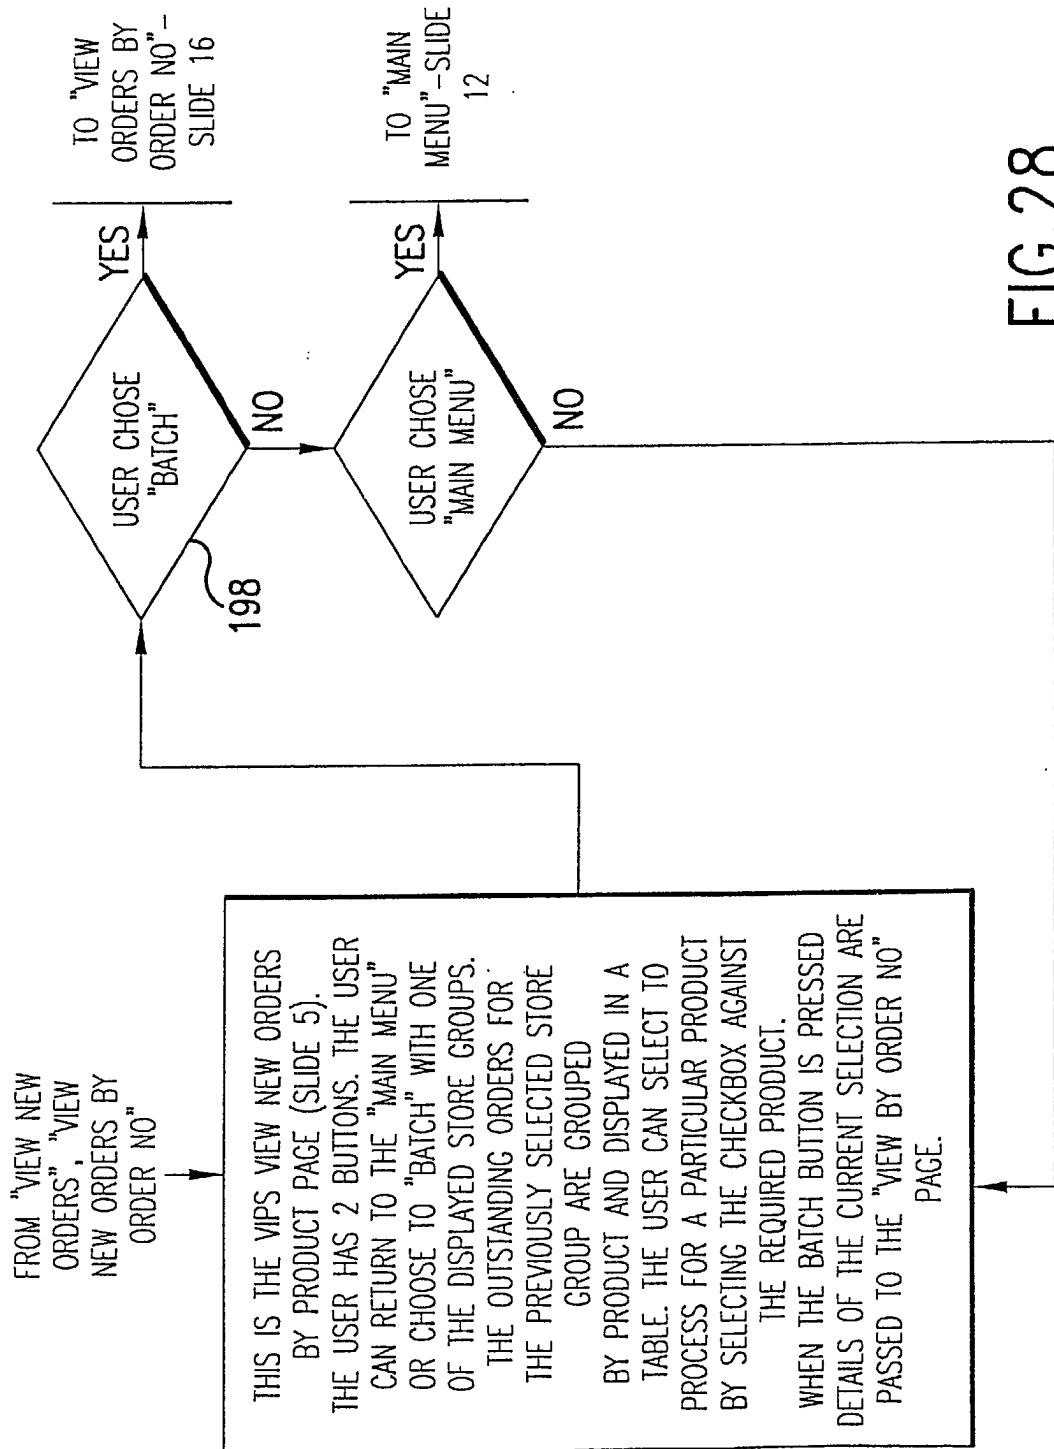 FROM "VIEW NEW
ORDERS", "VIEW
NEW ORDERS BY
ORDER NO"
THIS IS THE VIPS VIEW NEW ORDERS
BY PRODUCT PAGE (SLIDE 5).
THE USER HAS 2 BUTTONS. THE USER
CAN RETURN TO THE "MAIN MENU"
OR CHOOSE TO "BATCH" WITH ONE
OF THE DISPLAYED STORE GROUPS.
THE OUTSTANDING ORDERS FOR
THE PREVIOUSLY SELECTED STORE
GROUP ARE GROUPED
BY PRODUCT AND DISPLAYED IN A
TABLE. THE USER CAN SELECT TO
PROCESS FOR A PARTICULAR PRODUCT
BY SELECTING THE CHECKBOX AGAINST
THE REQUIRED PRODUCT.
WHEN THE BATCH BUTTON IS PRESSED
DETAILS OF THE CURRENT SELECTION ARE
PASSED TO THE "VIEW BY ORDER NO"
PAGE.
USER CHOSE
"BATCH"
198
YES
TO "VIEW
ORDERS BY
ORDER NO"-
SLIDE 16
NO
USER CHOSE
"MAIN MENU"
YES
TO "MAIN
MENU"-SLIDE
12
NO
FIG.28